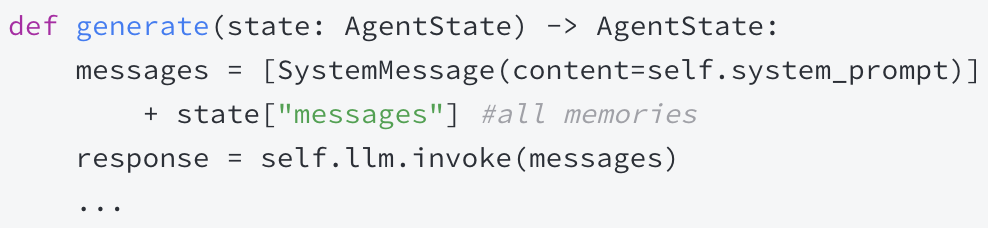 def generate(state: AgentState) -> AgentState:
    messages = [SystemMessage(content=self.system_prompt)]
        + state["messages"] #all memories
    response = self.llm.invoke(messages)
    ...